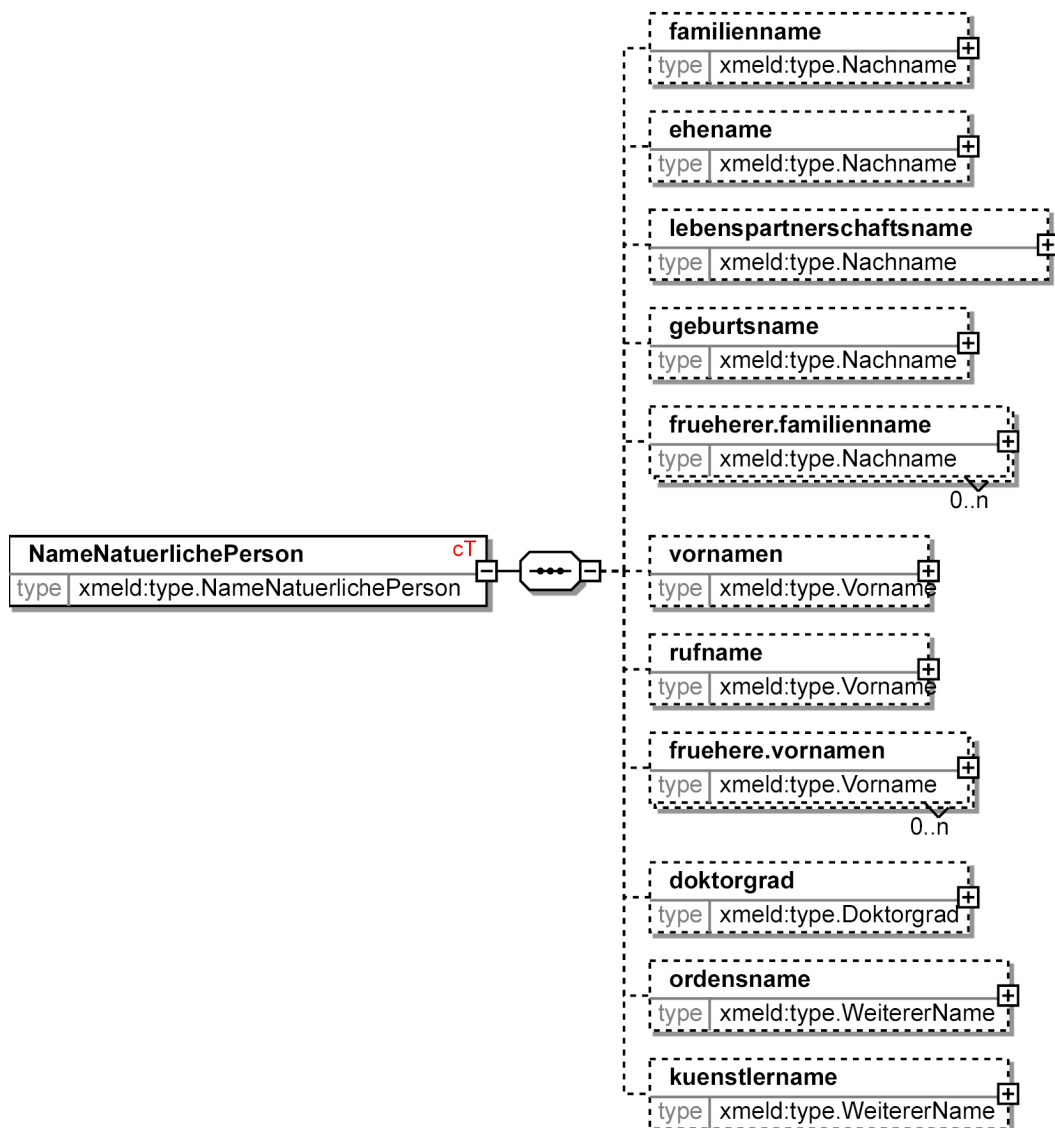 familienname
type xmeld:type.Nachname
ehename
type xmeld:type.Nachname
lebenspartnerschaftsname
type xmeld:type.Nachname
geburtsname
type xmeld:type.Nachname
frueherer.familienname
type xmeld:type.Nachname
0..n
NameNatuerlichePerson cT
type xmeld:type.NameNatuerlichePerson
vornamen
type xmeld:type.Vorname
rufname
type xmeld:type.Vorname
fruehere.vornamen
type xmeld:type.Vorname
0..n
doktorgrad
type xmeld:type.Doktorgrad
ordensname
type xmeld:type.WeitererName
kuenstlername
type xmeld:type.WeitererName